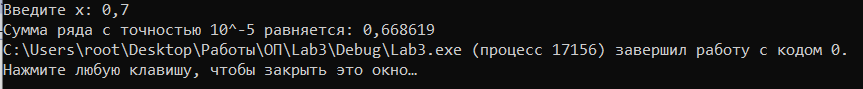 Введите x: 0,7
Сумма ряда с точностью 10^-5 равняется: 0,668619
C:\Users\root\Desktop\Работы\ОП\Lab3\Debug\Lab3.exe (процесс 17156) завершил работу с кодом 0.
Нажмите любую клавишу, чтобы закрыть это окно…